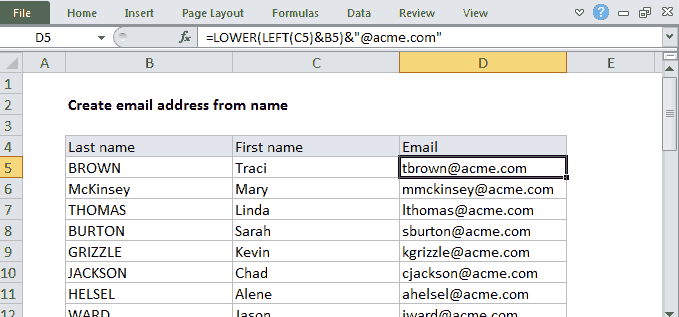 File Home Insert Page Layout Formulas Data Review View
D5 fx =LOWER(LEFT(C5)&B5)&"@acme.com"
A B C D E
1
2 Create email address from name
3
4 Last name First name Email
5 BROWN Traci tbrown@acme.com
6 McKinsey Mary mmckinsey@acme.com
7 THOMAS Linda lthomas@acme.com
8 BURTON Sarah sburton@acme.com
9 GRIZZLE Kevin kgrizzle@acme.com
10 JACKSON Chad cjackson@acme.com
11 HELSEL Alene ahelsel@acme.com
12 WARD Jason jward@acme.com